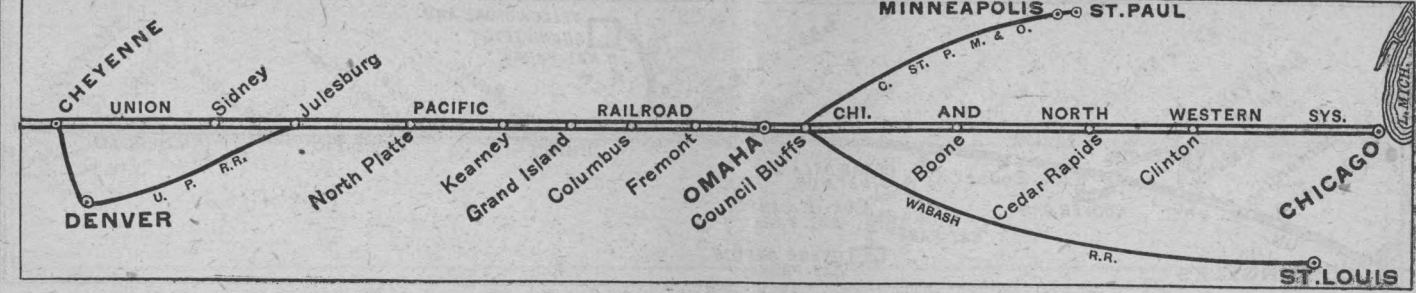 MINNEAPOLIS ST. PAUL
C. ST. P. M. & O.
CHEYENNE
UNION PACIFIC RAILROAD
Sidney
Julesburg
CHI. AND NORTH WESTERN SYS.
L. MICH.
U. P. R.R.
DENVER
North Platte
Kearney
Grand Island
Columbus
Fremont
OMAHA
Council Bluffs
Boone
Cedar Rapids
Clinton
CHICAGO
WABASH R.R.
ST. LOUIS